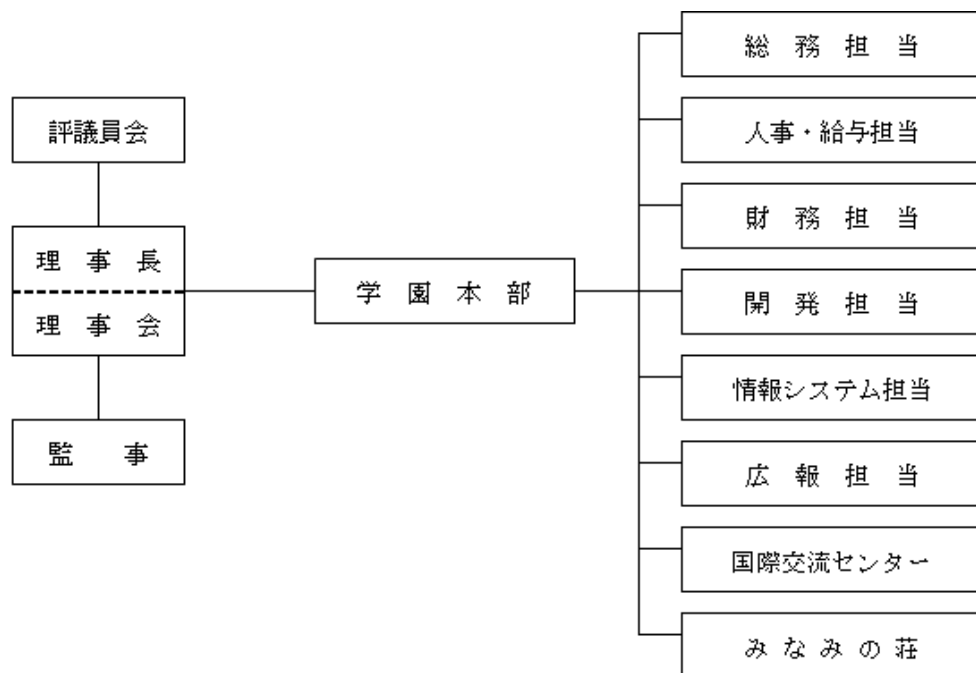 評議員会
理事長
理事会
監事
学園本部
総務担当
人事・給与担当
財務担当
開発担当
情報システム担当
広報担当
国際交流センター
みなみの荘